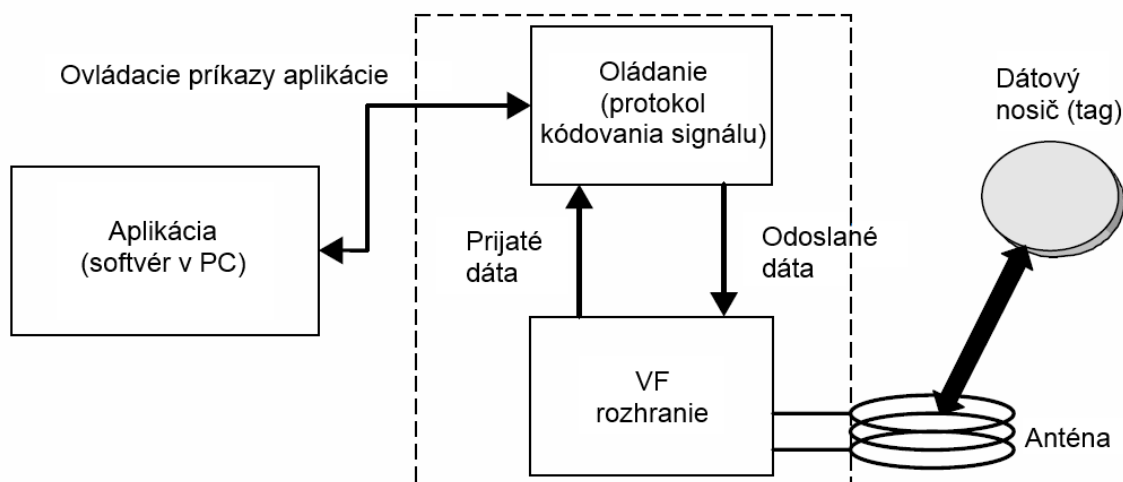 Ovládacie príkazy aplikácie
Oládanie
(protokol
kódovania signálu)
Dátový
nosič (tag)
Aplikácia
(softvér v PC)
Prijaté
dáta
Odoslané
dáta
VF
rozhranie
Anténa